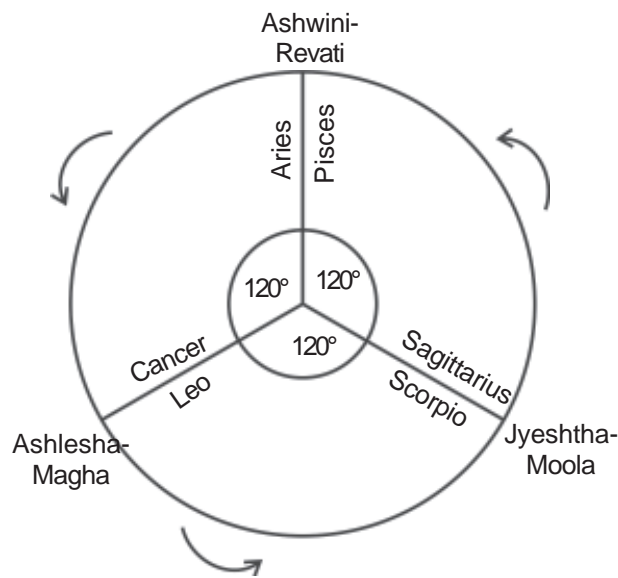 Ashwini-
Revati
Aries
Pisces
120°
120°
120°
Cancer
Leo
Sagittarius
Scorpio
Ashlesha-
Magha
Jyeshtha-
Moola